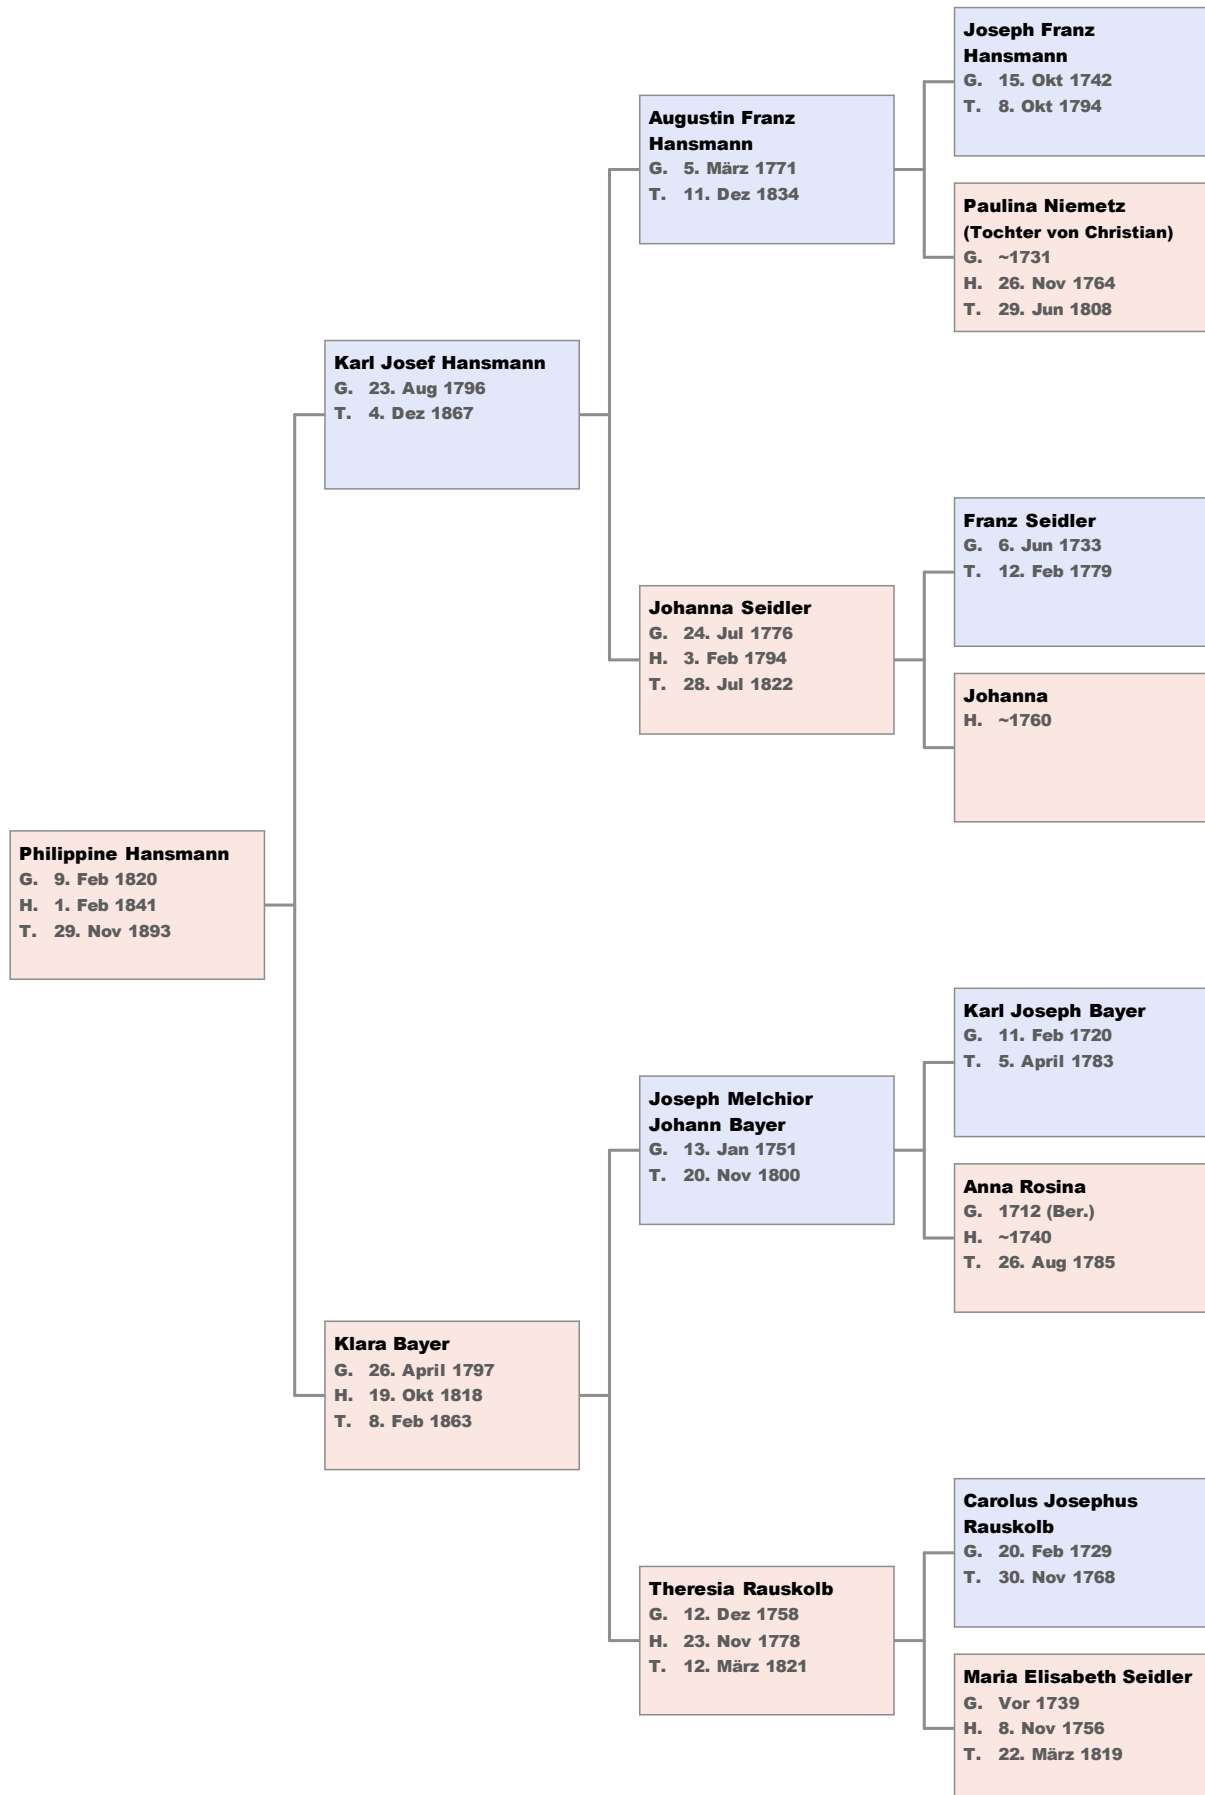 Joseph Franz
Hansmann
G. 15. Okt 1742
T. 8. Okt 1794
Augustin Franz
Hansmann
G. 5. März 1771
T. 11. Dez 1834
Paulina Niemetz
(Tochter von Christian)
G. ~1731
H. 26. Nov 1764
T. 29. Jun 1808
Karl Josef Hansmann
G. 23. Aug 1796
T. 4. Dez 1867
Franz Seidler
G. 6. Jun 1733
T. 12. Feb 1779
Johanna Seidler
G. 24. Jul 1776
H. 3. Feb 1794
T. 28. Jul 1822
Johanna
H. ~1760
Philippine Hansmann
G. 9. Feb 1820
H. 1. Feb 1841
T. 29. Nov 1893
Karl Joseph Bayer
G. 11. Feb 1720
T. 5. April 1783
Joseph Melchior
Johann Bayer
G. 13. Jan 1751
T. 20. Nov 1800
Anna Rosina
G. 1712 (Ber.)
H. ~1740
T. 26. Aug 1785
Klara Bayer
G. 26. April 1797
H. 19. Okt 1818
T. 8. Feb 1863
Carolus Josephus
Rauskolb
G. 20. Feb 1729
T. 30. Nov 1768
Theresia Rauskolb
G. 12. Dez 1758
H. 23. Nov 1778
T. 12. März 1821
Maria Elisabeth Seidler
G. Vor 1739
H. 8. Nov 1756
T. 22. März 1819